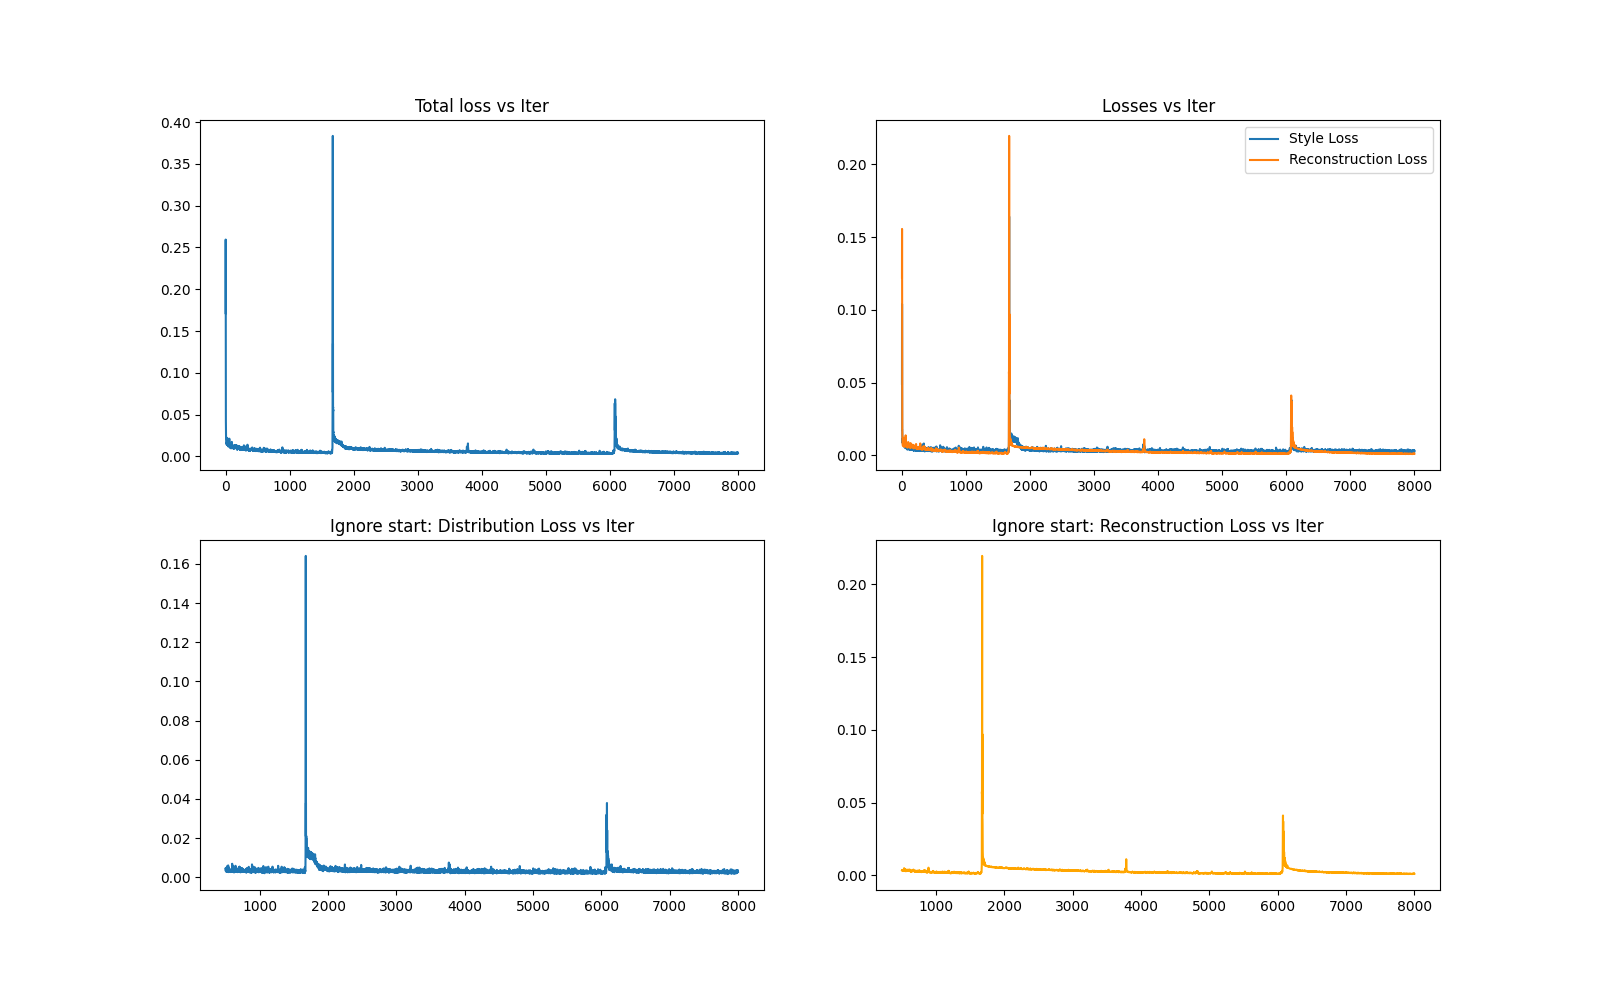 Total loss vs Iter
0.40
0.35
0.30
0.25
0.20
0.15
0.10
0.05
0.00
0 1000 2000 3000 4000 5000 6000 7000 8000
Losses vs Iter
Style Loss
Reconstruction Loss
0.20
0.15
0.10
0.05
0.00
0 1000 2000 3000 4000 5000 6000 7000 8000
Ignore start: Distribution Loss vs Iter
0.16
0.14
0.12
0.10
0.08
0.06
0.04
0.02
0.00
1000 2000 3000 4000 5000 6000 7000 8000
Ignore start: Reconstruction Loss vs Iter
0.20
0.15
0.10
0.05
0.00
1000 2000 3000 4000 5000 6000 7000 8000